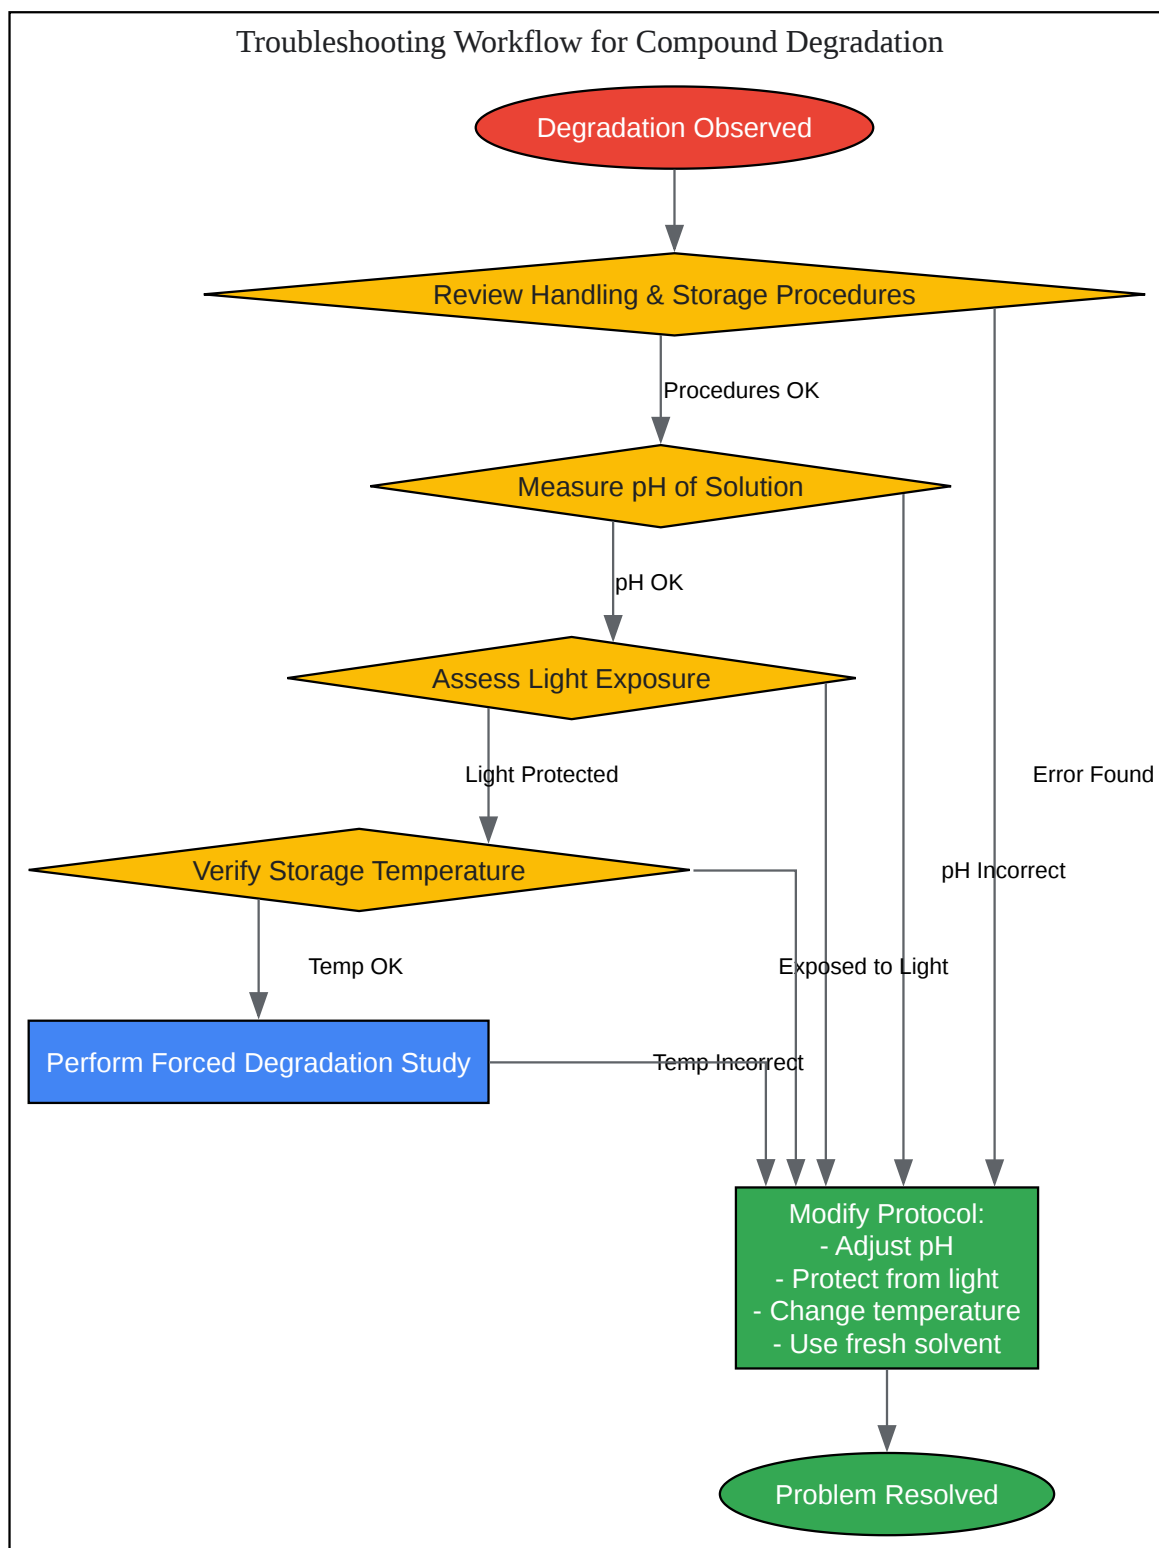 Troubleshooting Workflow for Compound Degradation
Degradation Observed
Review Handling & Storage Procedures
Procedures OK
Measure pH of Solution
pH OK
Assess Light Exposure
Light Protected
Error Found
Verify Storage Temperature
pH Incorrect
Temp OK
Exposed to Light
Perform Forced Degradation Study
Temp Incorrect
Modify Protocol:
- Adjust pH
- Protect from light
- Change temperature
- Use fresh solvent
Problem Resolved